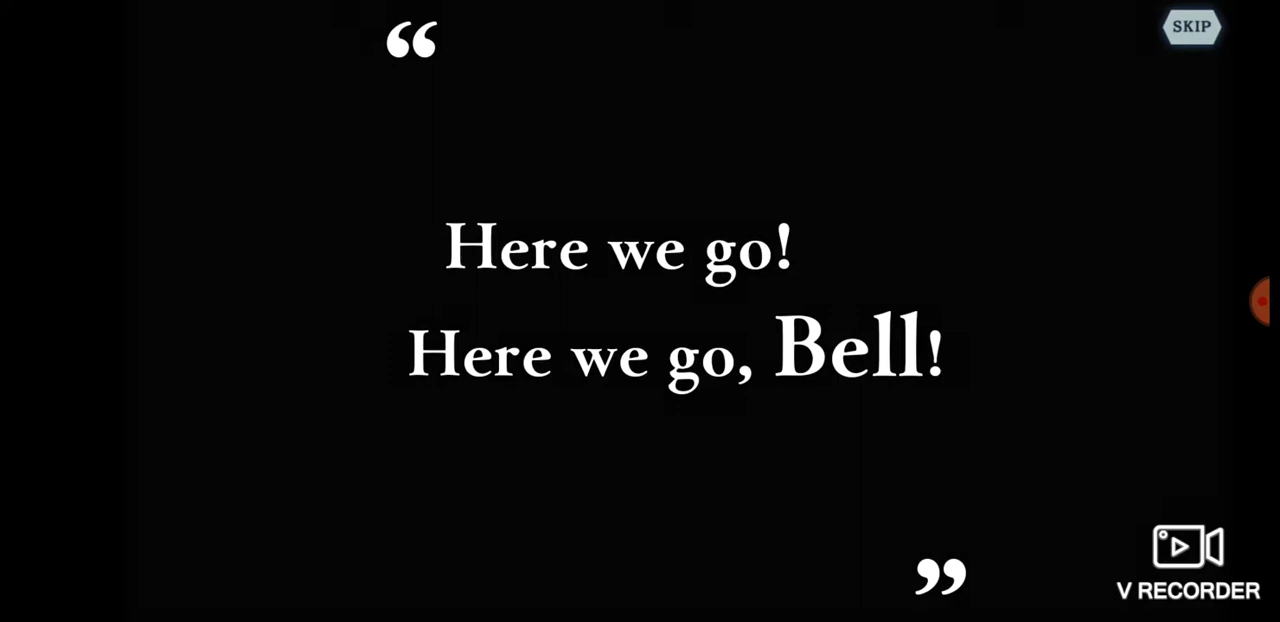 SKIP
“
Here we go!
Here we go, Bell!
”
V RECORDER